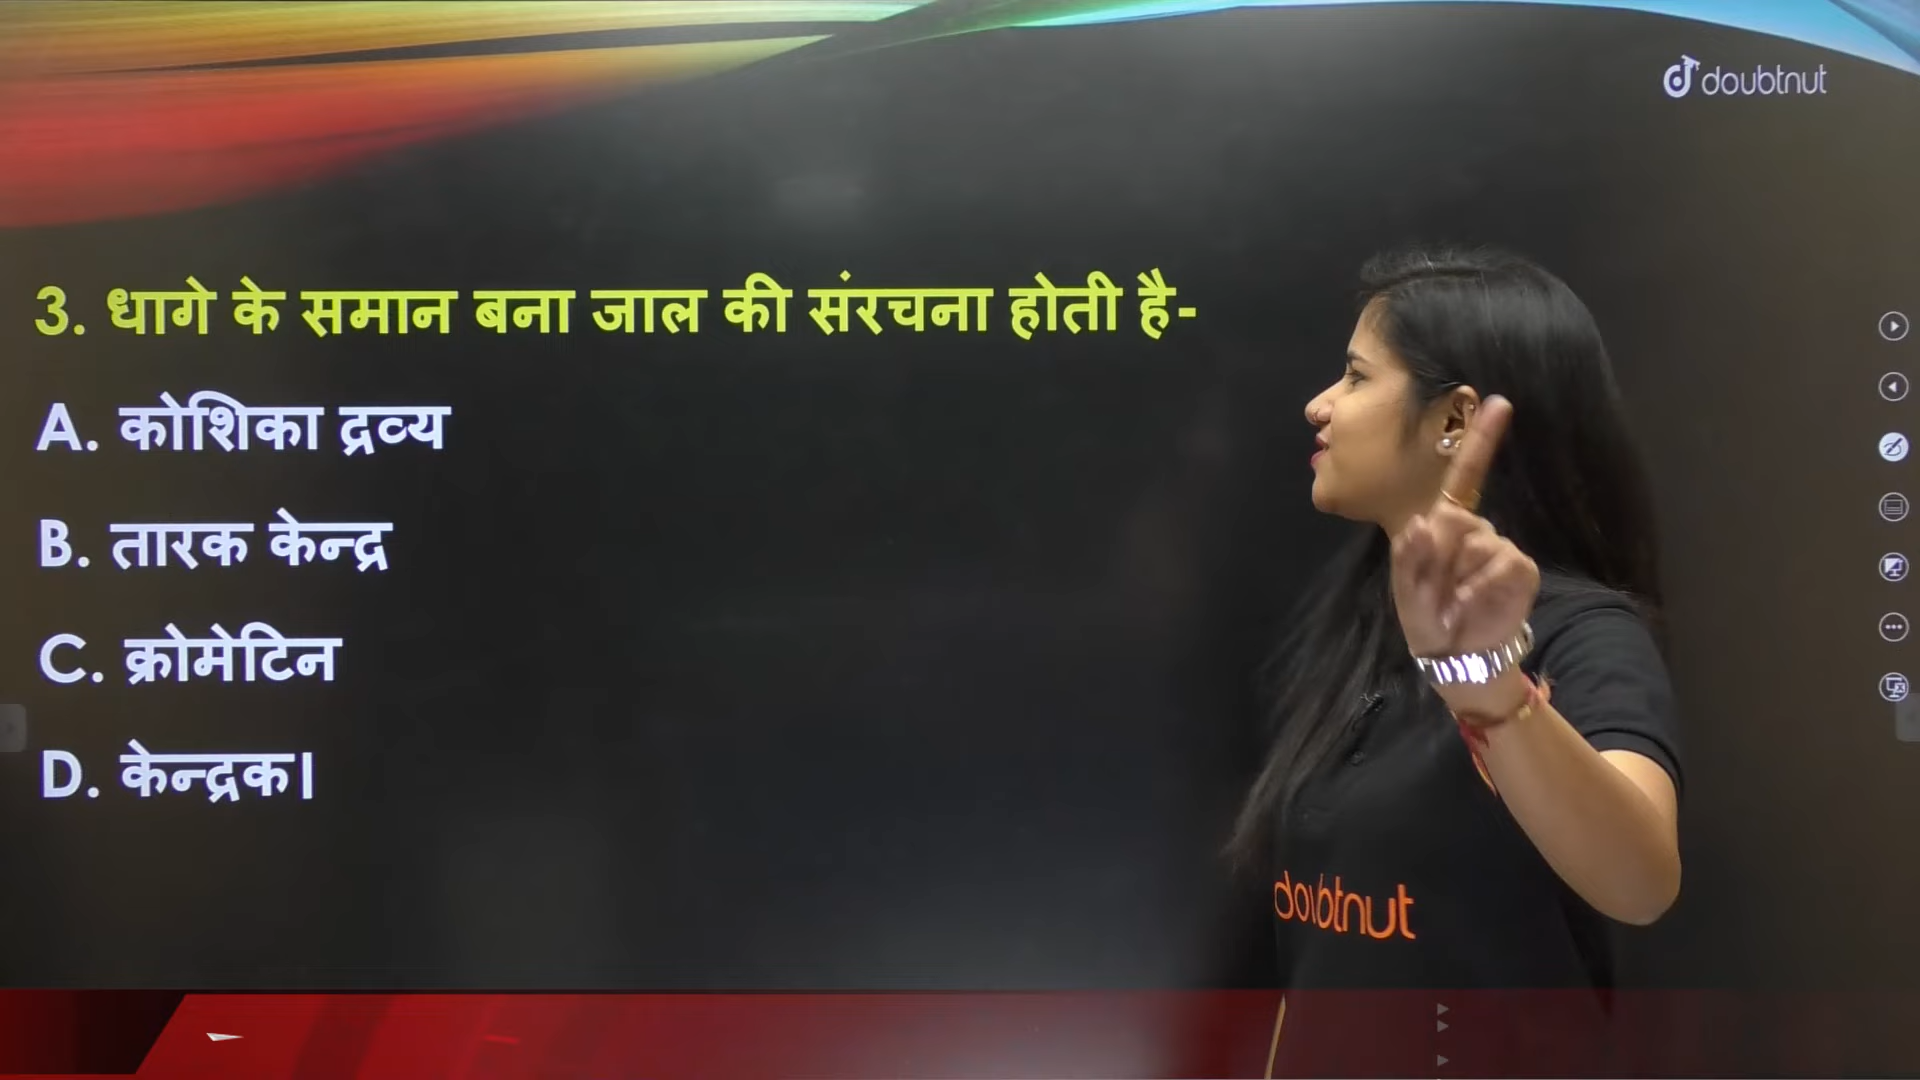 doubtnut
3. धागे के समान बना जाल की संरचना होती है-
A. कोशिका द्रव्य
B. तारक केन्द्र
C. क्रोमेटिन
D. केन्द्रक।
doubtnut